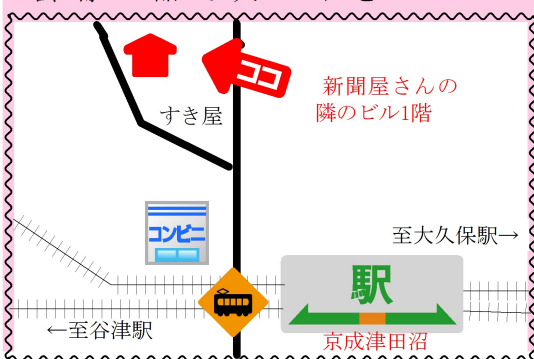 ココ
新聞屋さんの
隣のビル1階
すき屋
コンビニ
至大久保駅→
駅
←至谷津駅
京成津田沼